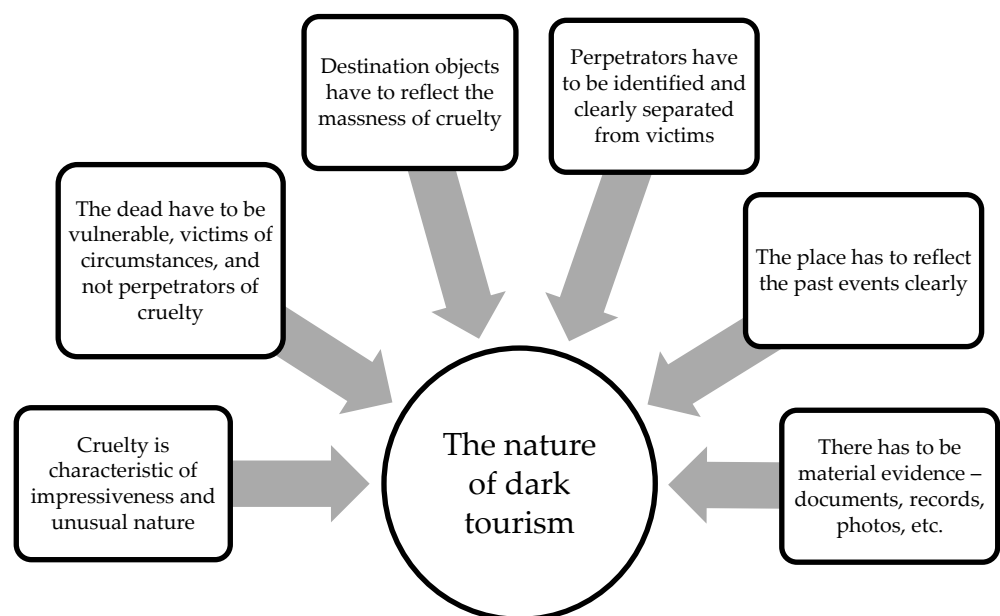 Destination objects
have to reflect the
massness of cruelty
Perpetrators have
to be identified and
clearly separated
from victims
The dead have to be
vulnerable, victims of
circumstances, and
not perpetrators of
cruelty
The place has to reflect
the past events clearly
Cruelty is
characteristic of
impressiveness and
unusual nature
The nature
of dark
tourism
There has to be
material evidence –
documents, records,
photos, etc.